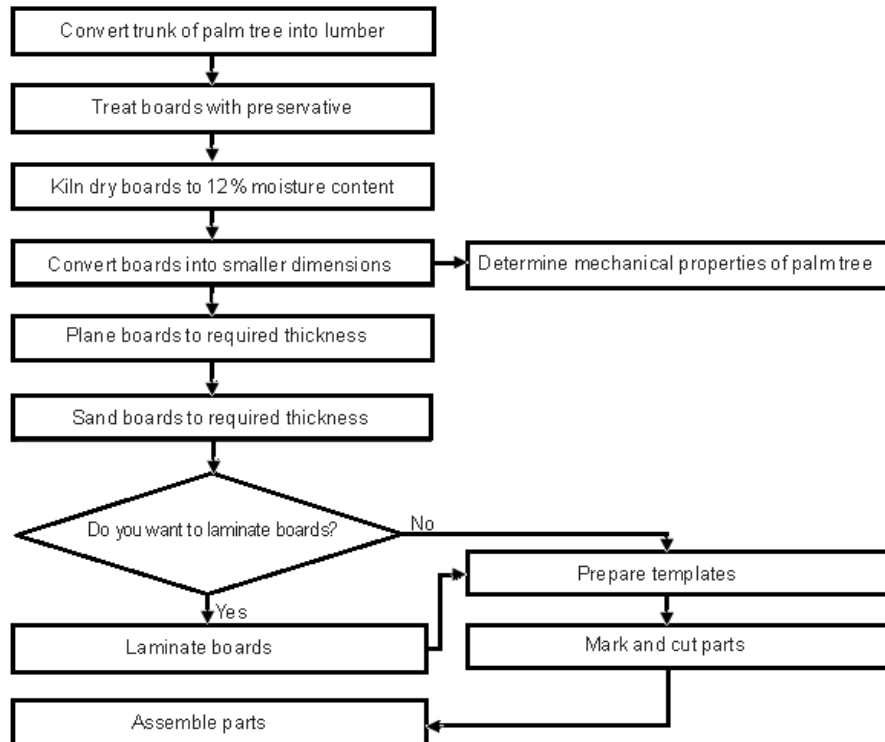 Convert trunk of palm tree into lumber
Treat boards with preservative
Kiln dry boards to 12% moisture content
Convert boards into smaller dimensions
Determine mechanical properties of palm tree
Plane boards to required thickness
Sand boards to required thickness
Do you want to laminate boards?
No
Prepare templates
Yes
Laminate boards
Mark and cut parts
Assemble parts